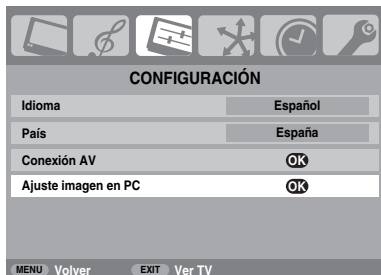 CONFIGURACIÓN
Idioma Español
País España
Conexión AV OK
Ajuste imagen en PC OK
MENU Volver EXIT Ver TV